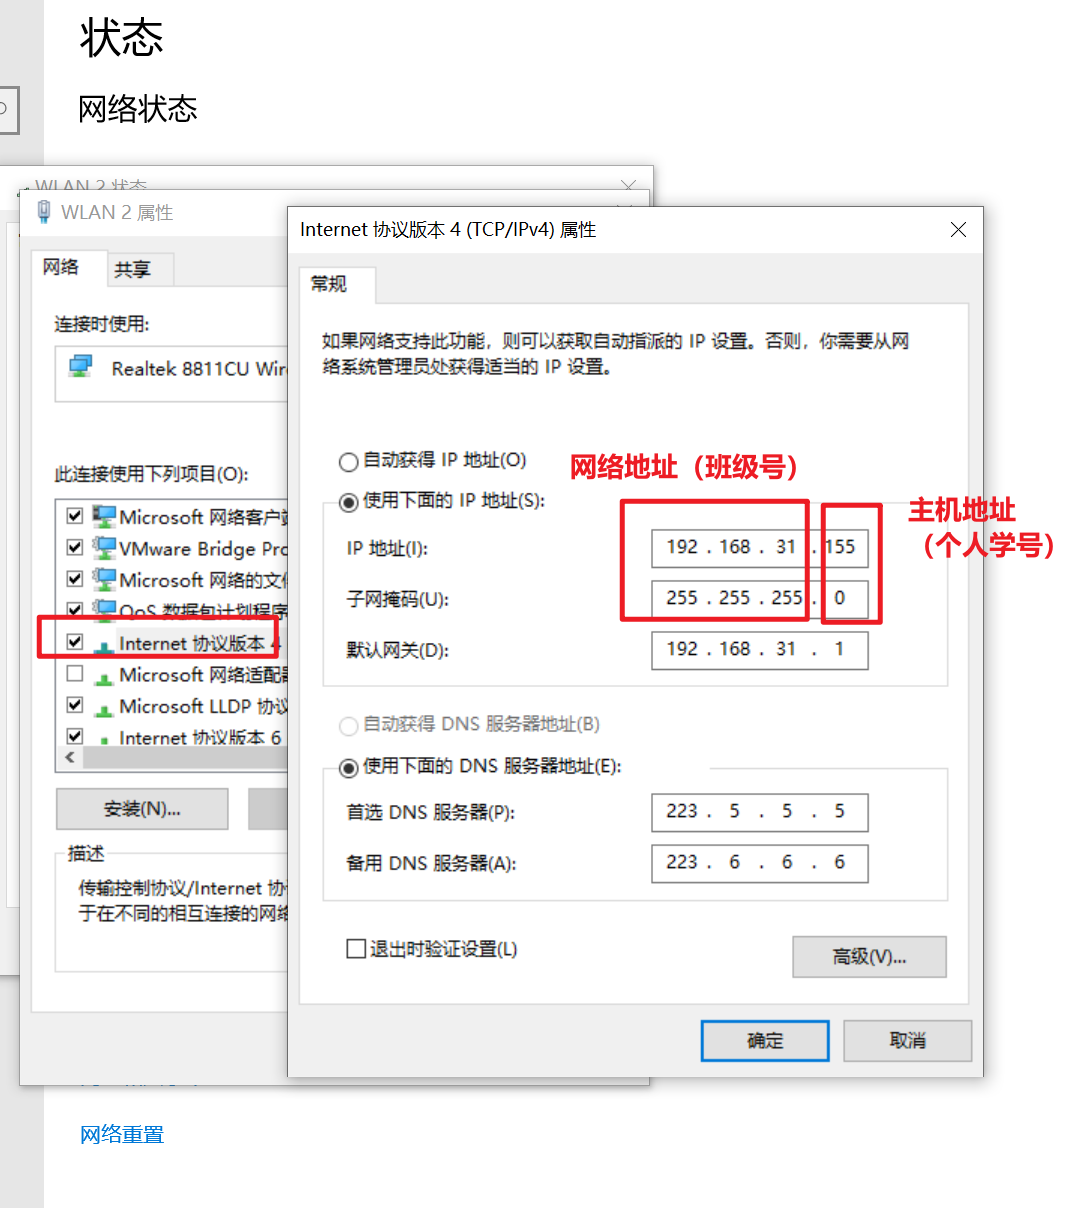 状态
网络状态
WLAN 2 状态
WLAN 2 属性
网络
共享
连接时使用:
Realtek 8811CU
此连接使用下列项目(O):
Microsoft 网络客户
VMware Bridge
Microsoft 网络的文
QoS 数据包计划程序
Internet 协议版本 4
Microsoft 网络适配
Microsoft LLDP 协议
Internet 协议版本 6
安装(N)...
描述
传输控制协议/Internet 协
于在不同的相互连接的网络
Internet 协议版本 4 (TCP/IPv4) 属性
常规
如果网络支持此功能，则可以获取自动指派的 IP 设置。否则，你需要从网
络系统管理员处获得适当的 IP 设置。
自动获得 IP 地址(O)
网络地址（班级号）
使用下面的 IP 地址(S):
主机地址
（个人学号）
IP 地址(I):
192 . 168 . 31 . 155
子网掩码(U):
255 . 255 . 255 . 0
默认网关(D):
192 . 168 . 31 . 1
自动获得 DNS 服务器地址(B)
使用下面的 DNS 服务器地址(E):
首选 DNS 服务器(P):
223 . 5 . 5 . 5
备用 DNS 服务器(A):
223 . 6 . 6 . 6
退出时验证设置(L)
高级(V)...
确定
取消
网络重置